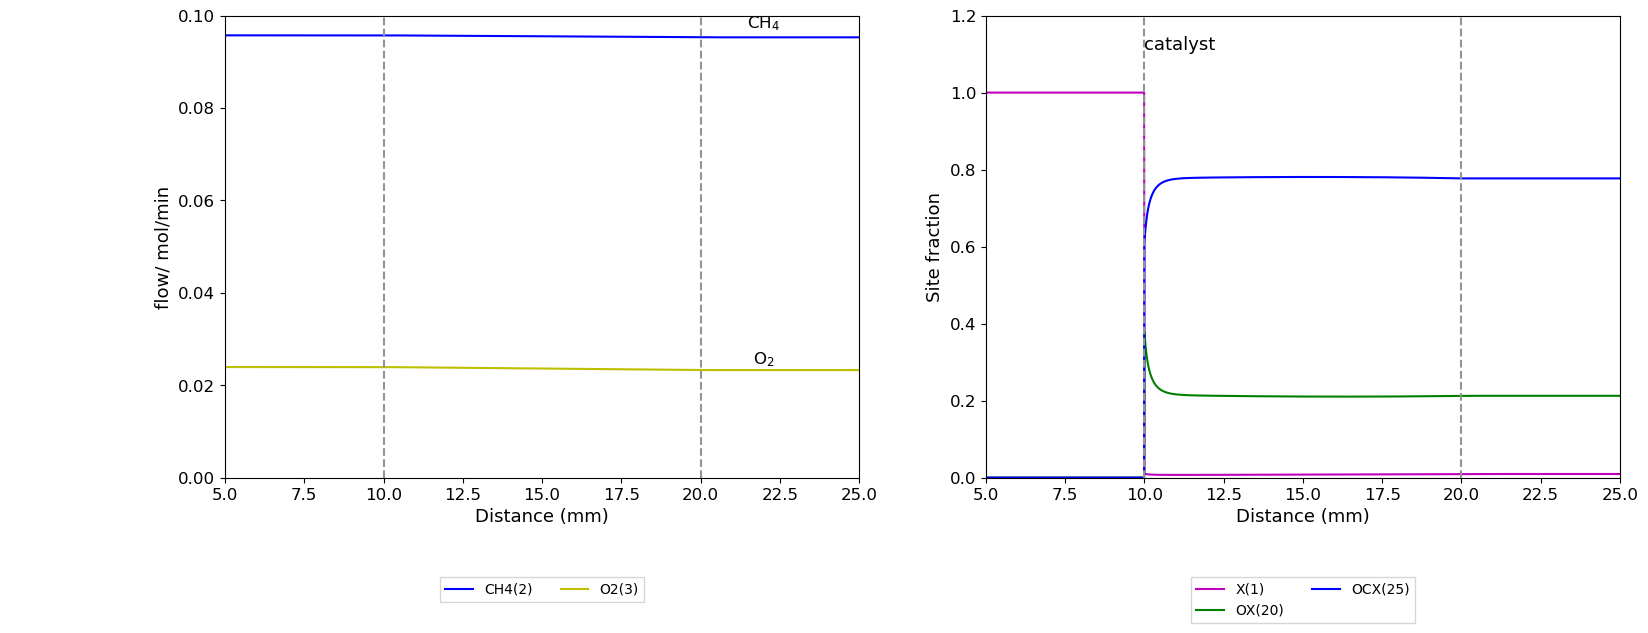 0.10
0.08
0.06
0.04
0.02
0.00
flow/ mol/min
CH₄
O₂
5.0 7.5 10.0 12.5 15.0 17.5 20.0 22.5 25.0
Distance (mm)
CH4(2) O2(3)
1.2
1.0
0.8
0.6
0.4
0.2
0.0
Site fraction
catalyst
5.0 7.5 10.0 12.5 15.0 17.5 20.0 22.5 25.0
Distance (mm)
X(1) OCX(25)
OX(20)